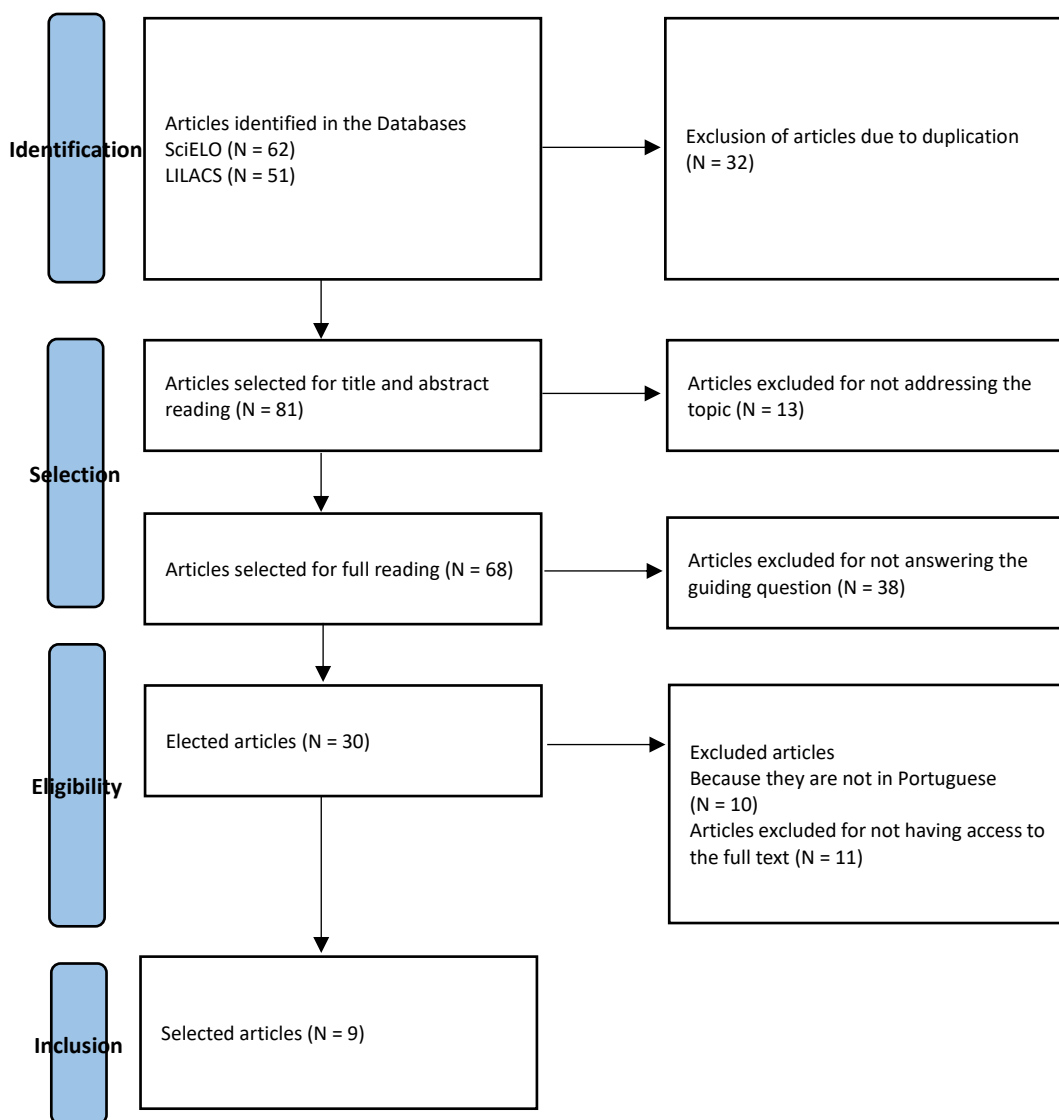 Identification
Articles identified in the Databases
SciELO (N = 62)
LILACS (N = 51)
Exclusion of articles due to duplication
(N = 32)
Selection
Articles selected for title and abstract
reading (N = 81)
Articles excluded for not addressing the
topic (N = 13)
Articles selected for full reading (N = 68)
Articles excluded for not answering the
guiding question (N = 38)
Eligibility
Elected articles (N = 30)
Excluded articles
Because they are not in Portuguese
(N = 10)
Articles excluded for not having access to
the full text (N = 11)
Inclusion
Selected articles (N = 9)